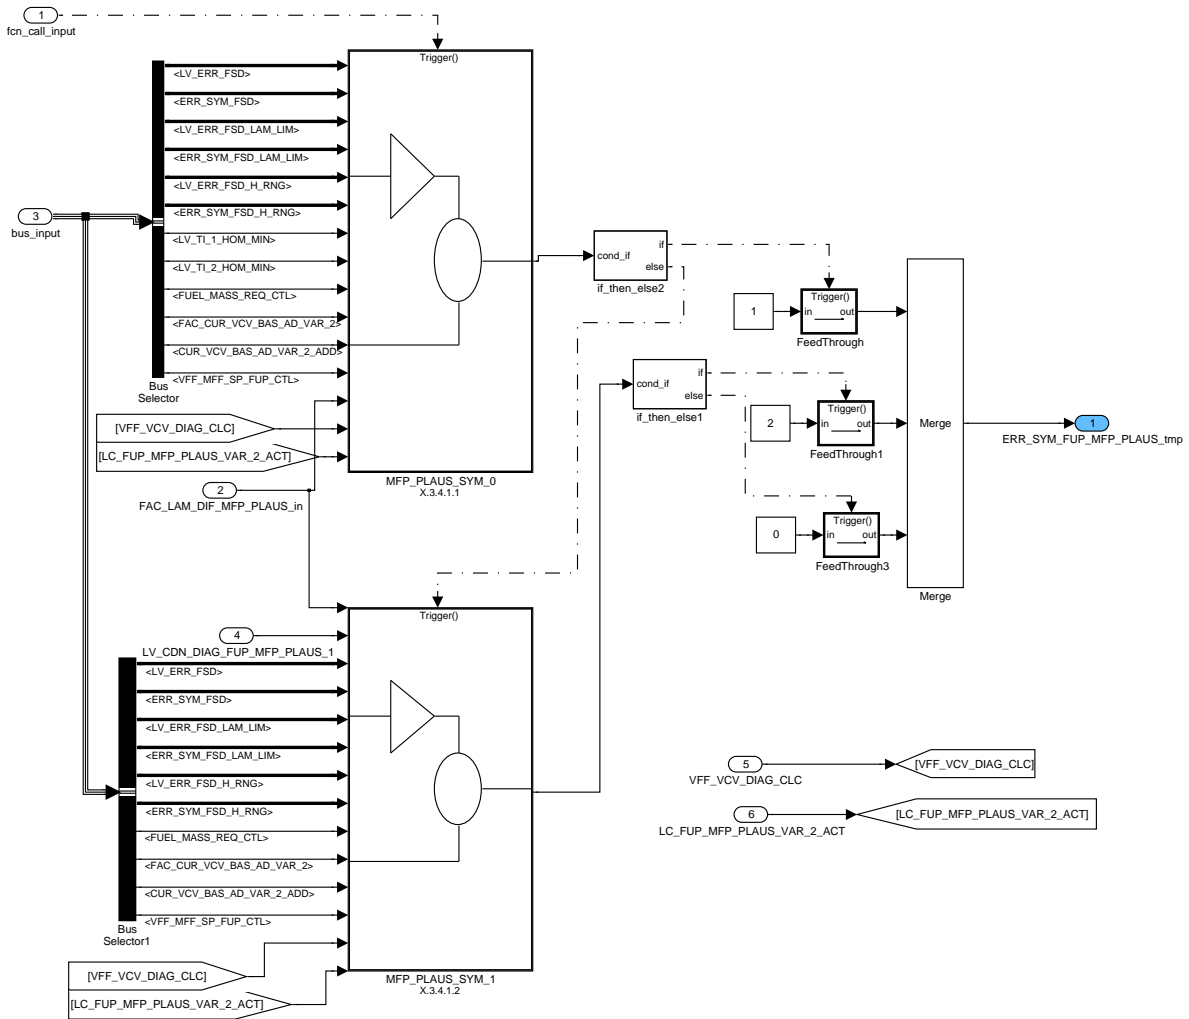 1
fcn_call_input
Trigger()
<LV_ERR_FSD>
<ERR_SYM_FSD>
<LV_ERR_FSD_LAM_LIM>
<ERR_SYM_FSD_LAM_LIM>
<LV_ERR_FSD_H_RNG>
<ERR_SYM_FSD_H_RNG>
<LV_TI_1_HOM_MIN>
<LV_TI_2_HOM_MIN>
<FUEL_MASS_REQ_CTL>
<FAC_CUR_VCV_BAS_AD_VAR_2>
<CUR_VCV_BAS_AD_VAR_2_ADD>
<VFF_MFF_SP_FUP_CTL>
3
bus_input
Bus
Selector
[VFF_VCV_DIAG_CLC]
[LC_FUP_MFP_PLAUS_VAR_2_ACT]
MFP_PLAUS_SYM_0
X.3.4.1.1
2
FAC_LAM_DIF_MFP_PLAUS_in
cond_if
if
else
if_then_else2
1
Trigger()
in
out
FeedThrough
cond_if
if
else
if_then_else1
2
Trigger()
in
out
FeedThrough1
0
Trigger()
in
out
FeedThrough3
Merge
Merge
1
ERR_SYM_FUP_MFP_PLAUS_tmp
Trigger()
4
LV_CDN_DIAG_FUP_MFP_PLAUS_1
<LV_ERR_FSD>
<ERR_SYM_FSD>
<LV_ERR_FSD_LAM_LIM>
<ERR_SYM_FSD_LAM_LIM>
<LV_ERR_FSD_H_RNG>
<ERR_SYM_FSD_H_RNG>
<FUEL_MASS_REQ_CTL>
<FAC_CUR_VCV_BAS_AD_VAR_2>
<CUR_VCV_BAS_AD_VAR_2_ADD>
<VFF_MFF_SP_FUP_CTL>
Bus
Selector1
[VFF_VCV_DIAG_CLC]
[LC_FUP_MFP_PLAUS_VAR_2_ACT]
MFP_PLAUS_SYM_1
X.3.4.1.2
5
VFF_VCV_DIAG_CLC
[VFF_VCV_DIAG_CLC]
6
LC_FUP_MFP_PLAUS_VAR_2_ACT
[LC_FUP_MFP_PLAUS_VAR_2_ACT]